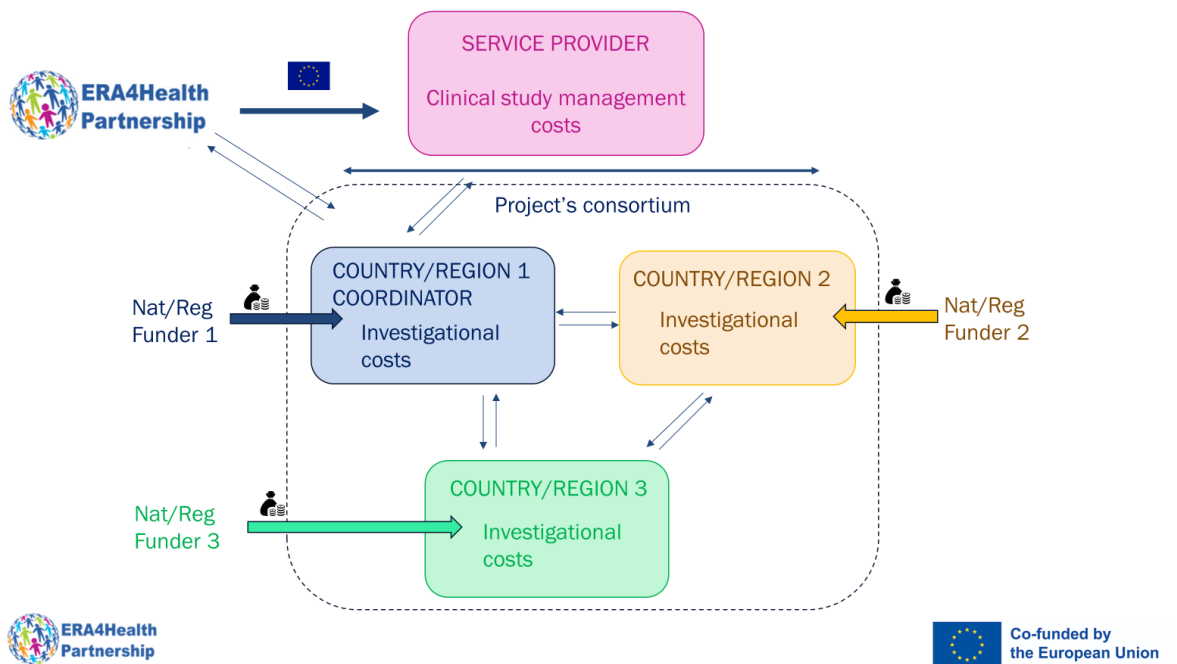 SERVICE PROVIDER
Clinical study management
costs
ERA4Health
Partnership
Project's consortium
COUNTRY/REGION 1
COORDINATOR
Investigational
costs
COUNTRY/REGION 2
Investigational
costs
Nat/Reg
Funder 1
Nat/Reg
Funder 2
COUNTRY/REGION 3
Investigational
costs
Nat/Reg
Funder 3
ERA4Health
Partnership
Co-funded by
the European Union